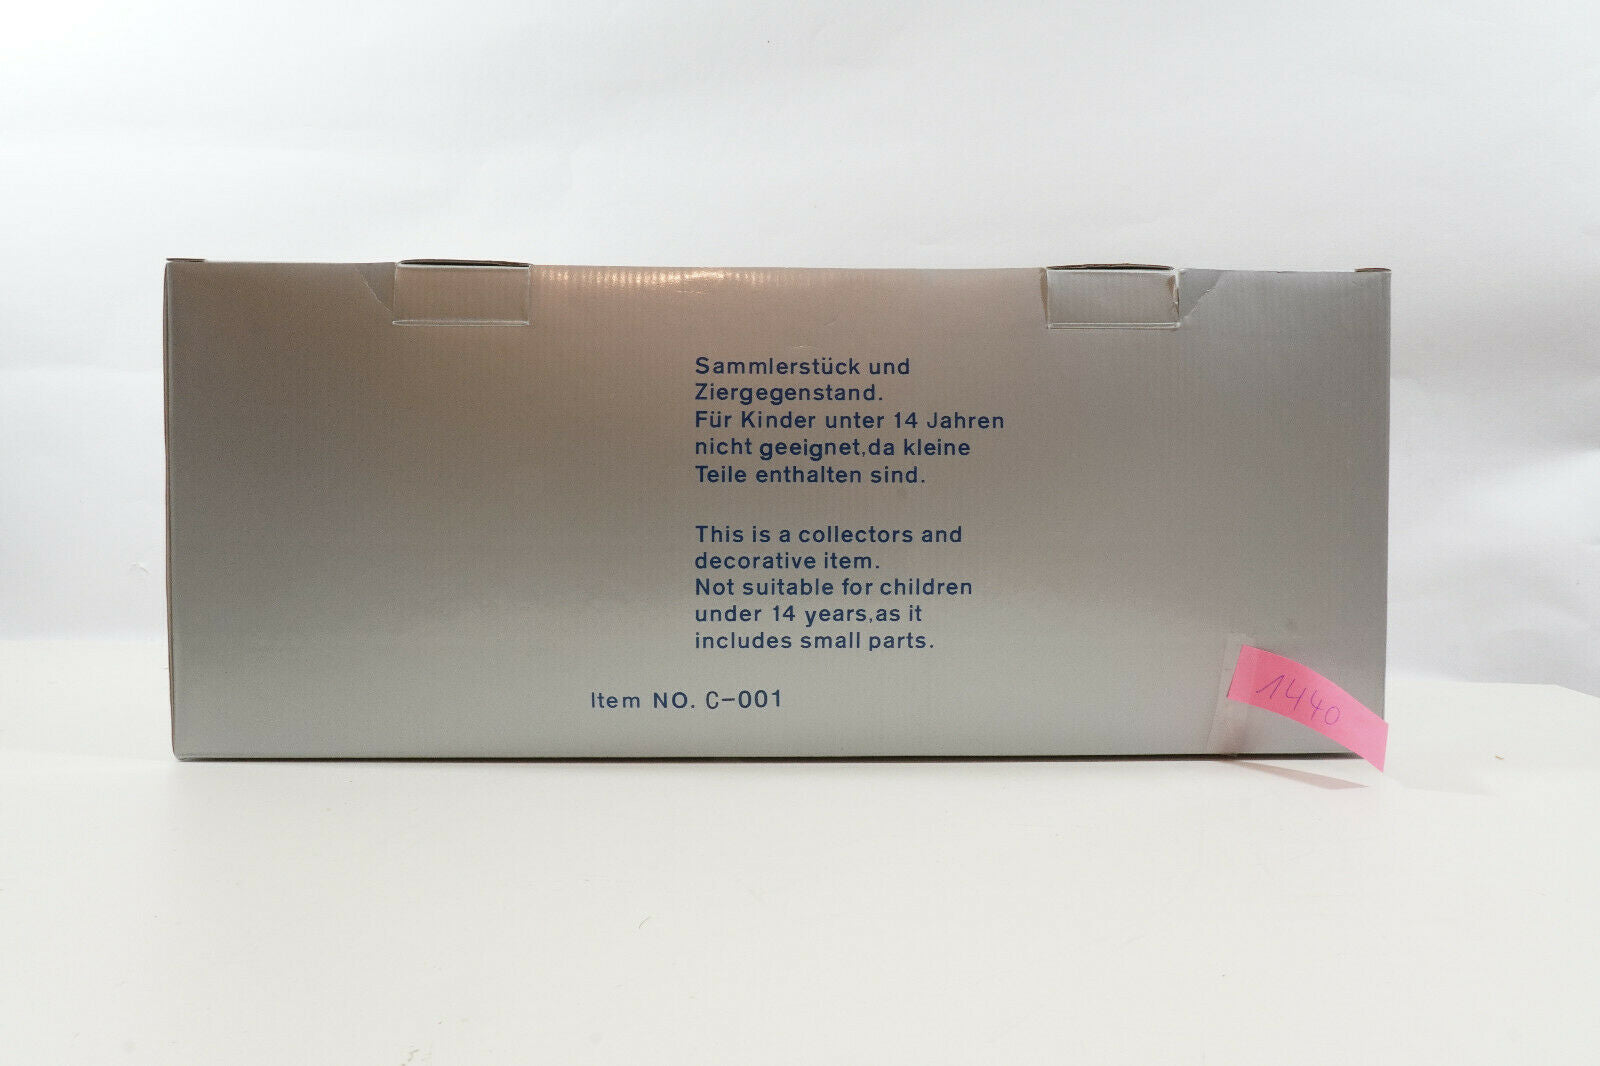 Sammlerstück und
Ziergegenstand.
Für Kinder unter 14 Jahren
nicht geeignet,da kleine
Teile enthalten sind.
This is a collectors and
decorative item.
Not suitable for children
under 14 years,as it
includes small parts.
Item NO. C-001
1440